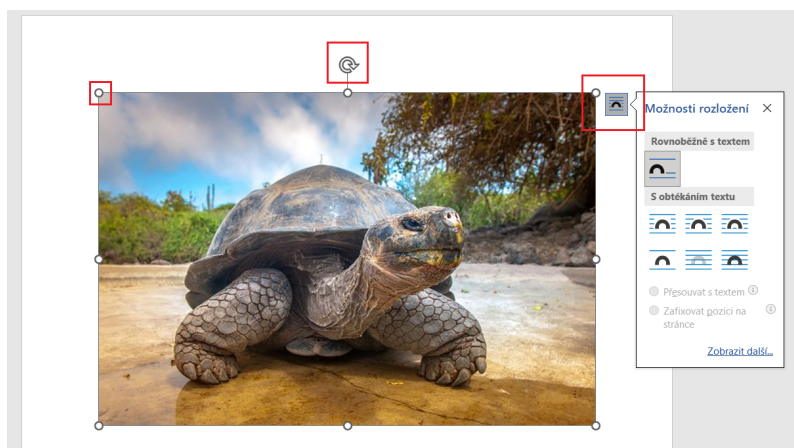 Možnosti rozložení
Rovnoběžně s textem
S obtékáním textu
Přesouvat s textem
Zafixovat pozici na
stránce
Zobrazit další...